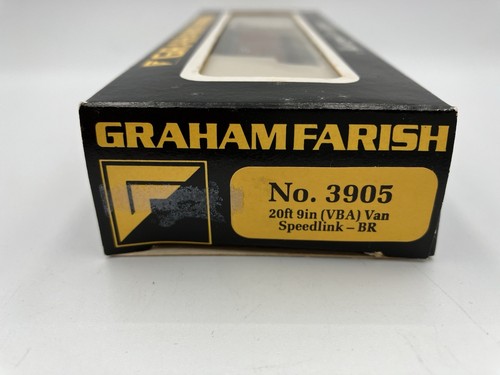 GRAHAM FARISH
No. 3905
20ft 9in (VBA) Van
Speedlink – BR